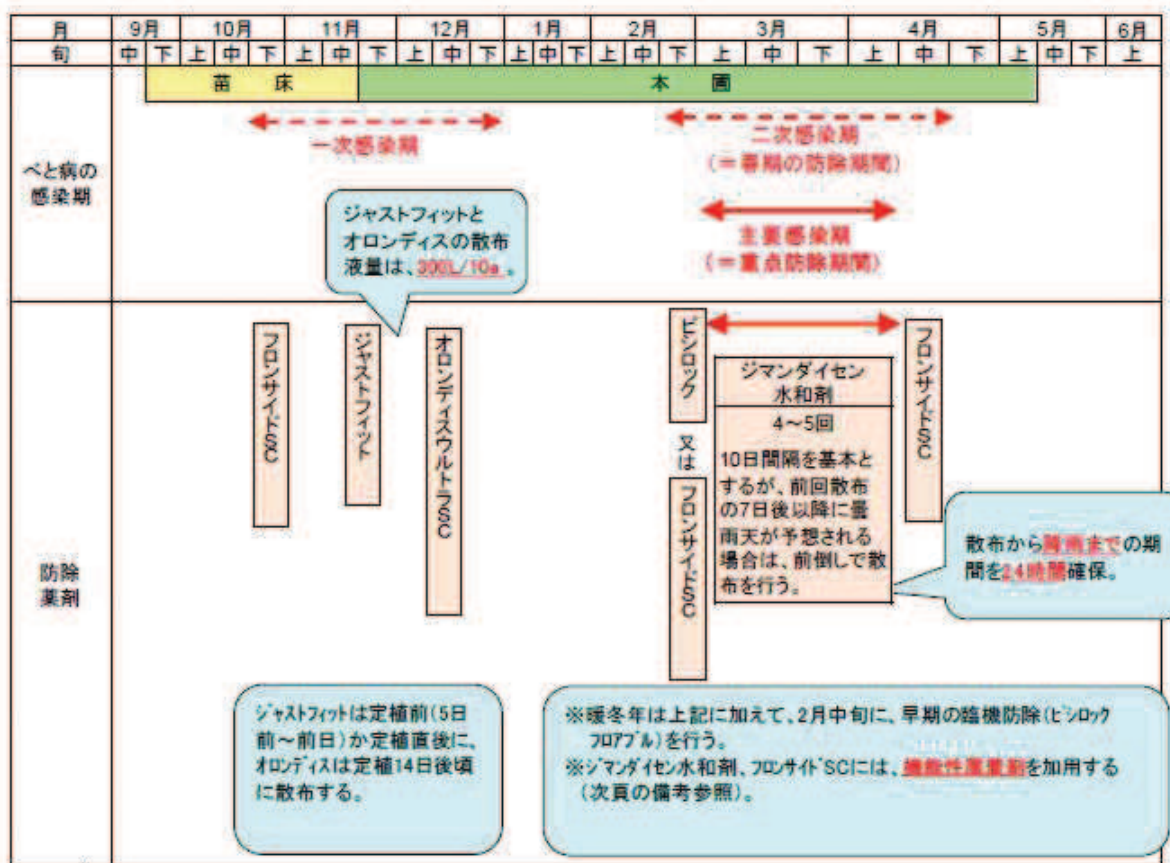 月 9月 10月 11月 12月 1月 2月 3月 4月 5月 6月
旬 中 下 上 中 下 上 中 下 上 中 下 上 中 下 上 中 下 上 中 下 上 中 下 上 中 下 上
苗 床
本 圃
べと病の
感染期
一次感染期
二次感染期
(=春期の防除期間)
主要感染期
(=重点防除期間)
ジャストフィットと
オロンディスの散布
液量は、300L/10a 。
防除
薬剤
フロンサイドSC
ジャストフィット
オロンディスウルトラSC
ピシロック
又は
フロンサイドSC
ジマンダイセン
水和剤
4~5回
10日間隔を基本と
するが、前回散布
の7日後以降に曇
雨天が予想される
場合は、前倒しで散
布を行う。
フロンサイドSC
散布から降雨までの期
間を24時間確保。
ジャストフィットは定植前(5日
前~前日)か定植直後に、
オロンディスは定植14日後頃
に散布する。
※暖冬年は上記に加えて、2月中旬に、早期の臨機防除(ピシロック
フロアブル)を行う。
※ジマンダイセン水和剤、フロンサイドSCには、機能性展着剤を加用する
(次頁の備考参照)。